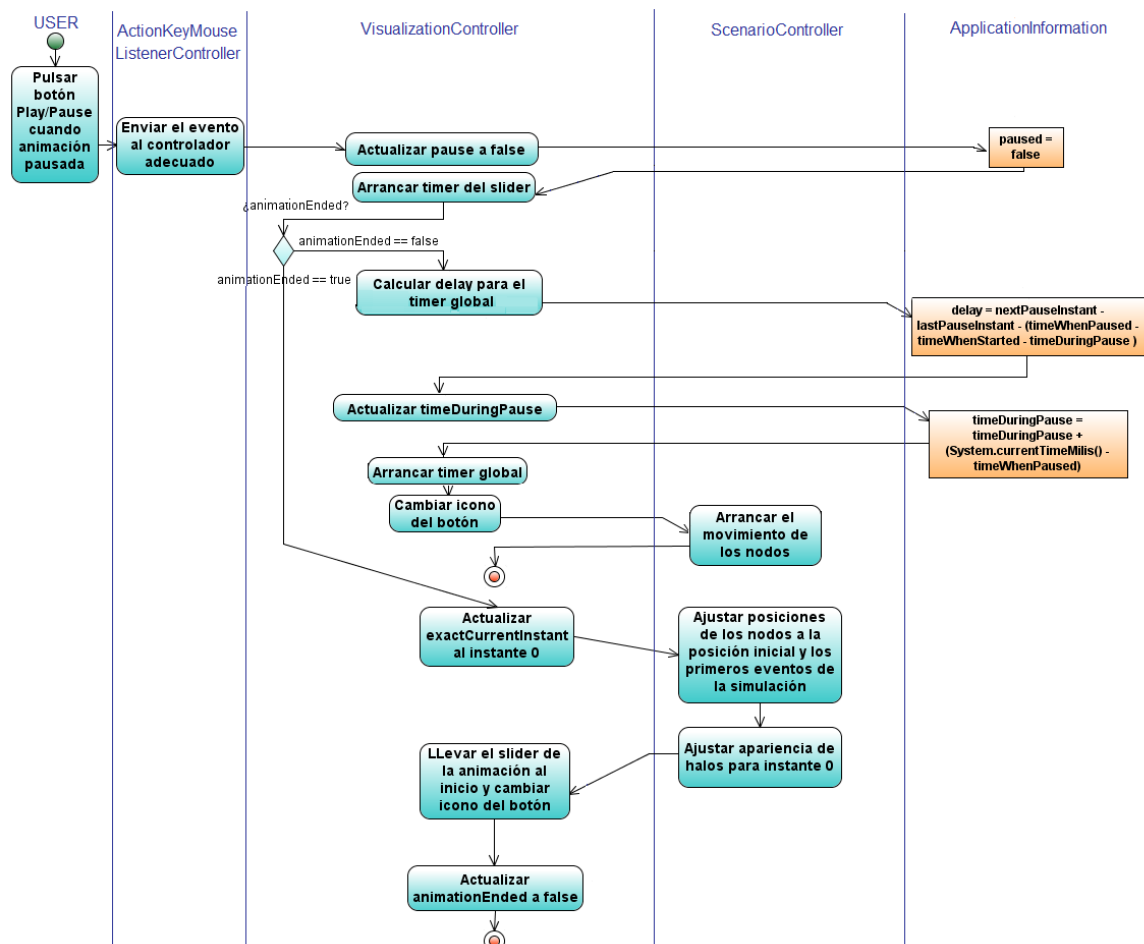 USER
ActionKeyMouse
ListenerController
VisualizationController
ScenarioController
ApplicationInformation
Pulsar
botón
Play/Pause
cuando
animación
pausada
Enviar el evento
al controlador
adecuado
Actualizar pause a false
paused =
false
Arrancar timer del slider
¿animationEnded?
animationEnded == false
animationEnded == true
Calcular delay para el
timer global
delay = nextPauseInstant -
lastPauseInstant - (timeWhenPaused -
timeWhenStarted - timeDuringPause )
Actualizar timeDuringPause
timeDuringPause =
timeDuringPause +
(System.currentTimeMilis() -
timeWhenPaused)
Arrancar timer global
Cambiar icono
del botón
Arrancar el
movimiento de
los nodos
Actualizar
exactCurrentInstant
al instante 0
Ajustar posiciones
de los nodos a la
posición inicial y los
primeros eventos de
la simulación
Ajustar apariencia de
halos para instante 0
LLevar el slider de
la animación al
inicio y cambiar
icono del botón
Actualizar
animationEnded a false